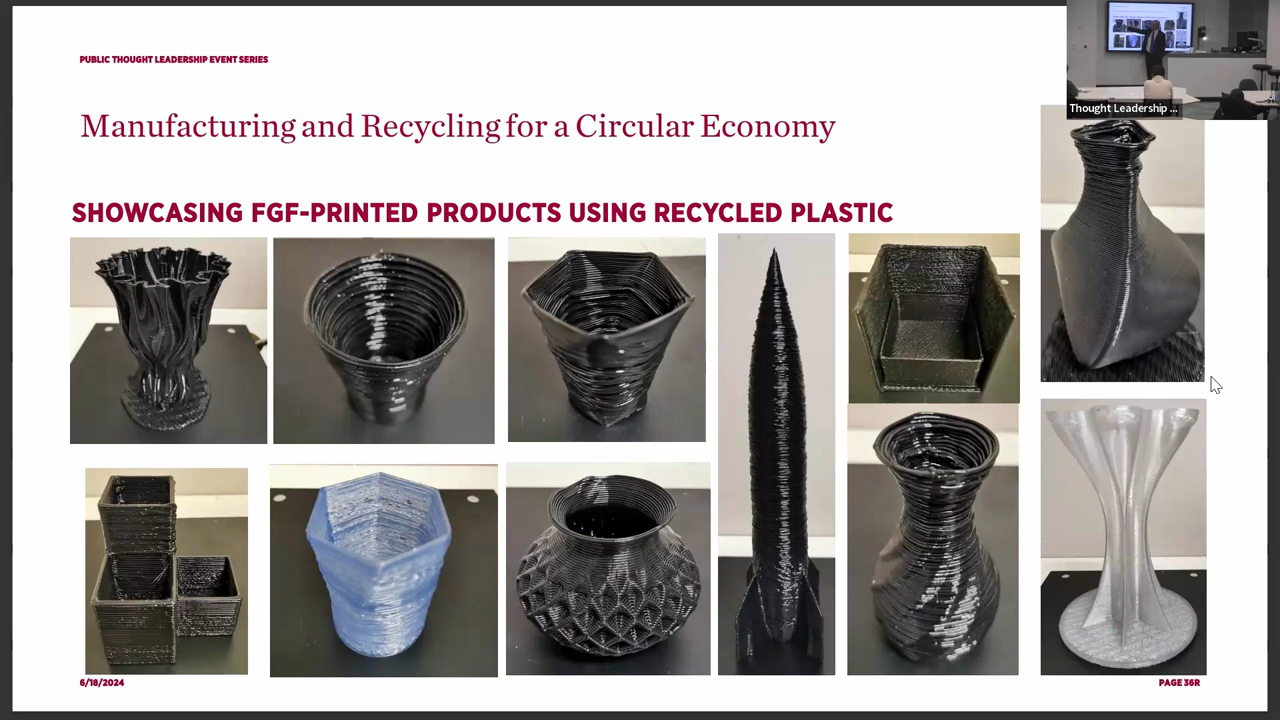 PUBLIC THOUGHT LEADERSHIP EVENT SERIES
Thought Leadership ...
Manufacturing and Recycling for a Circular Economy
SHOWCASING FGF-PRINTED PRODUCTS USING RECYCLED PLASTIC
6/18/2024
PAGE 36R